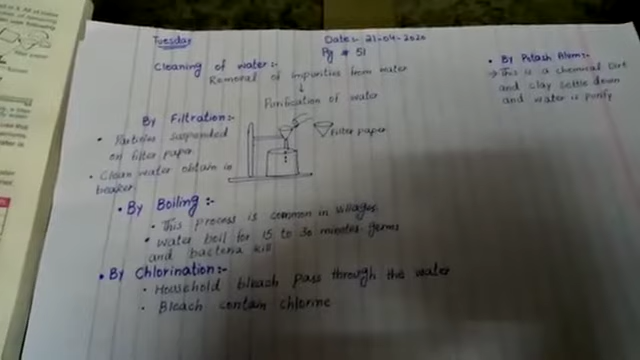 Tuesday
Date:- 21-04-2020
Pg # 51
Cleaning of water:-
Removal of impurities from water
↓
Purification of water
By Filtration:-
• Particles suspended
on filter paper
• Clean water obtain in
beaker.
Filter paper
• By Boiling :-
• This process is common in villages
• water boil for 15 to 30 minutes germs
and bacteria kill
• By Chlorination:-
• Household bleach pass through the water
• Bleach contain chlorine
• By Potash Alum:-
→ This is a chemical Dirt
and clay settle down
and water is purify